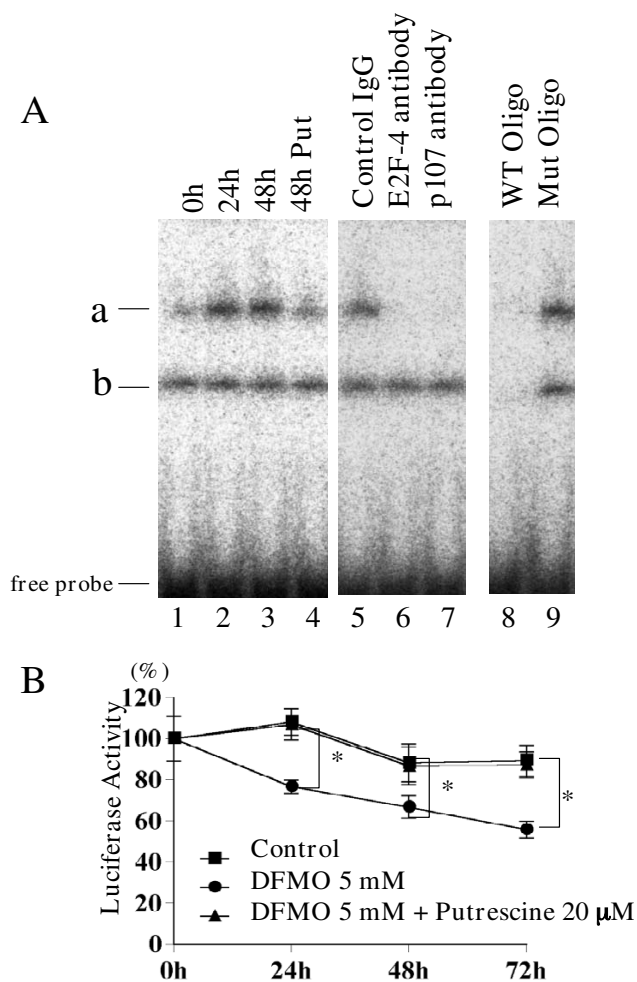 A
0h
24h
48h
48h Put
Control IgG
E2F-4 antibody
p107 antibody
WT Oligo
Mut Oligo
a
b
free probe
1 2 3 4 5 6 7 8 9
B
(%)
Luciferase Activity
120
100
80
60
40
20
0
* * *
Control
DFMO 5 mM
DFMO 5 mM + Putrescine 20 μM
0h 24h 48h 72h